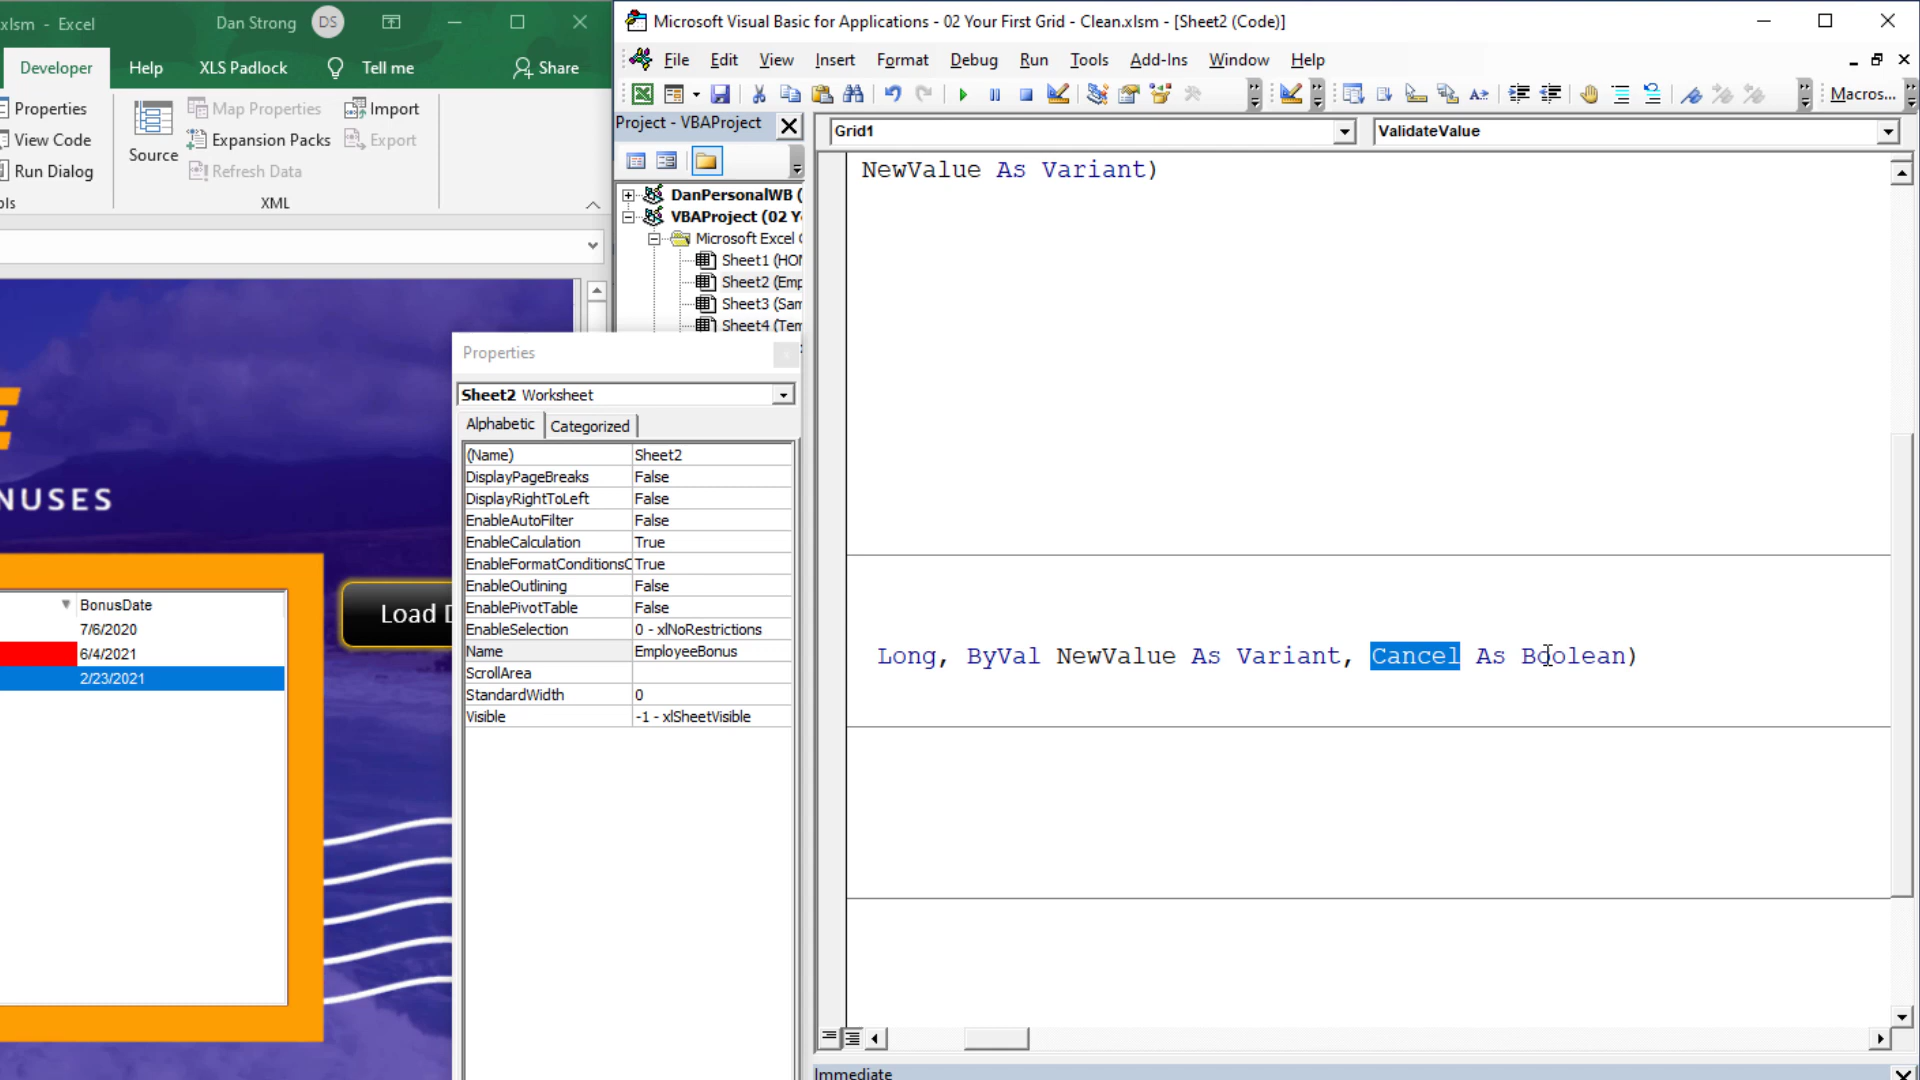 xlsm - Excel
Dan Strong
DS
Developer
Help
XLS Padlock
Tell me
Share
Properties
View Code
Run Dialog
Source
Map Properties
Expansion Packs
Refresh Data
Import
Export
XML
NUSES
BonusDate
7/6/2020
6/4/2021
2/23/2021
Load
Microsoft Visual Basic for Applications - 02 Your First Grid - Clean.xlsm - [Sheet2 (Code)]
File Edit View Insert Format Debug Run Tools Add-Ins Window Help
Macros...
Project - VBAProject
DanPersonalWB (
VBAProject (02 Y
Microsoft Excel
Sheet1 (HO
Sheet2 (Emp
Sheet3 (Sam
Sheet4 (Tem
Properties
Sheet2 Worksheet
Alphabetic
Categorized
(Name) Sheet2
DisplayPageBreaks False
DisplayRightToLeft False
EnableAutoFilter False
EnableCalculation True
EnableFormatConditionsC True
EnableOutlining False
EnablePivotTable False
EnableSelection 0 - xlNoRestrictions
Name EmployeeBonus
ScrollArea
StandardWidth 0
Visible -1 - xlSheetVisible
Grid1
ValidateValue
NewValue As Variant)
Long, ByVal NewValue As Variant, Cancel As Boolean)
Immediate